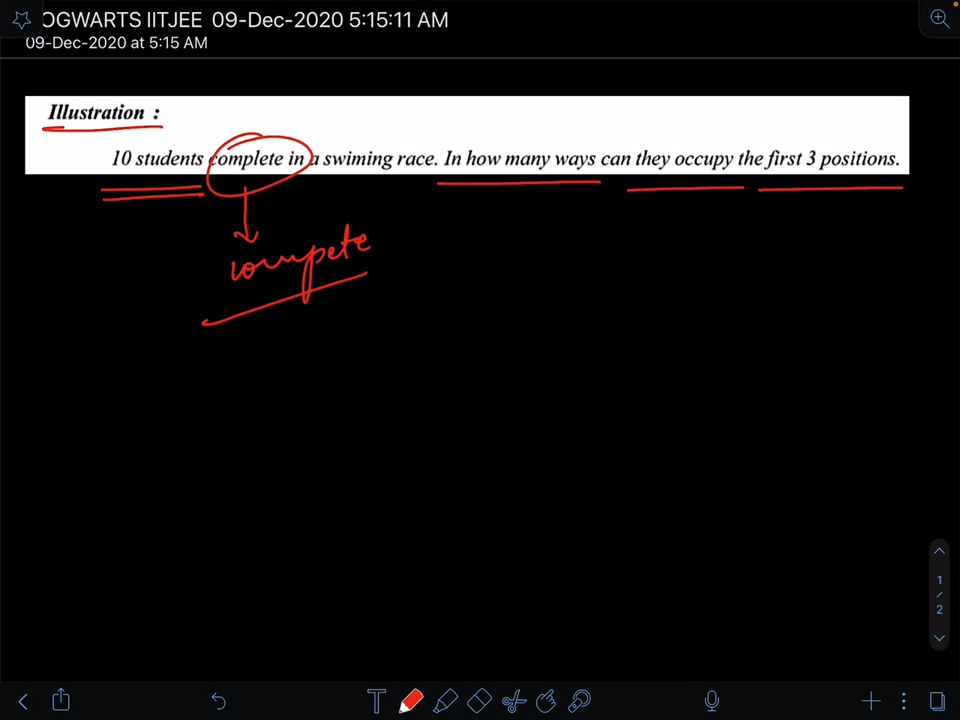 OGWARTS IITJEE 09-Dec-2020 5:15:11 AM
09-Dec-2020 at 5:15 AM
Illustration :
10 students complete in a swiming race. In how many ways can they occupy the first 3 positions.
compete
1
/
2
T